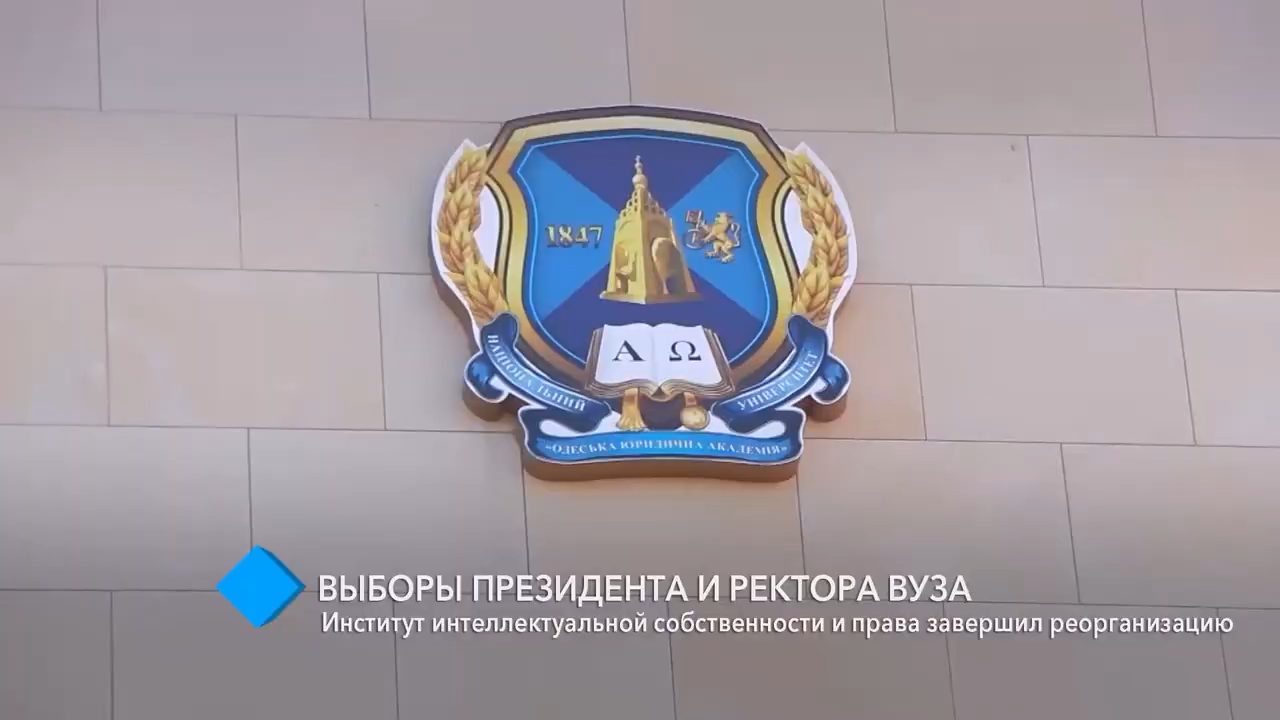 1847
Α Ω
НАЦІОНАЛЬНИЙ УНІВЕРСИТЕТ
«ОДЕСЬКА ЮРИДИЧНА АКАДЕМІЯ»
ВЫБОРЫ ПРЕЗИДЕНТА И РЕКТОРА ВУЗА
Институт интеллектуальной собственности и права завершил реорганизацию